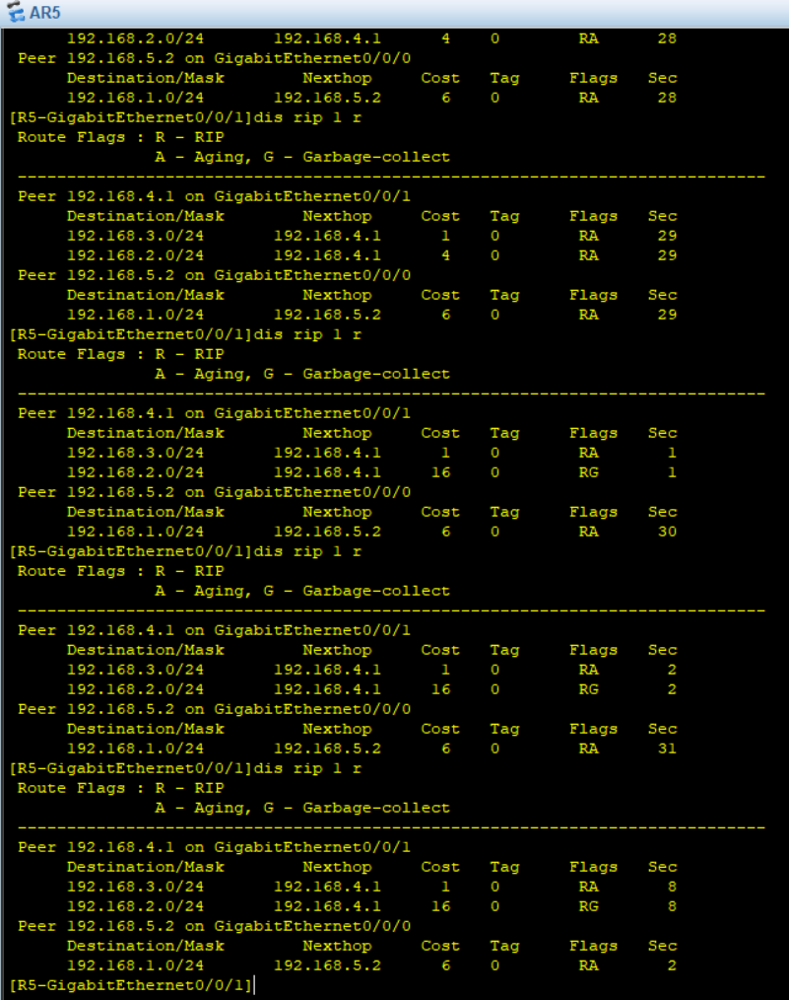 AR5
192.168.2.0/24 192.168.4.1 4 0 RA 28
Peer 192.168.5.2 on GigabitEthernet0/0/0
Destination/Mask Nexthop Cost Tag Flags Sec
192.168.1.0/24 192.168.5.2 6 0 RA 28
[R5-GigabitEthernet0/0/1]dis rip 1 r
Route Flags : R - RIP
A - Aging, G - Garbage-collect
----------------------------------------------------------------------------
Peer 192.168.4.1 on GigabitEthernet0/0/1
Destination/Mask Nexthop Cost Tag Flags Sec
192.168.3.0/24 192.168.4.1 1 0 RA 29
192.168.2.0/24 192.168.4.1 4 0 RA 29
Peer 192.168.5.2 on GigabitEthernet0/0/0
Destination/Mask Nexthop Cost Tag Flags Sec
192.168.1.0/24 192.168.5.2 6 0 RA 29
[R5-GigabitEthernet0/0/1]dis rip 1 r
Route Flags : R - RIP
A - Aging, G - Garbage-collect
----------------------------------------------------------------------------
Peer 192.168.4.1 on GigabitEthernet0/0/1
Destination/Mask Nexthop Cost Tag Flags Sec
192.168.3.0/24 192.168.4.1 1 0 RA 1
192.168.2.0/24 192.168.4.1 16 0 RG 1
Peer 192.168.5.2 on GigabitEthernet0/0/0
Destination/Mask Nexthop Cost Tag Flags Sec
192.168.1.0/24 192.168.5.2 6 0 RA 30
[R5-GigabitEthernet0/0/1]dis rip 1 r
Route Flags : R - RIP
A - Aging, G - Garbage-collect
----------------------------------------------------------------------------
Peer 192.168.4.1 on GigabitEthernet0/0/1
Destination/Mask Nexthop Cost Tag Flags Sec
192.168.3.0/24 192.168.4.1 1 0 RA 2
192.168.2.0/24 192.168.4.1 16 0 RG 2
Peer 192.168.5.2 on GigabitEthernet0/0/0
Destination/Mask Nexthop Cost Tag Flags Sec
192.168.1.0/24 192.168.5.2 6 0 RA 31
[R5-GigabitEthernet0/0/1]dis rip 1 r
Route Flags : R - RIP
A - Aging, G - Garbage-collect
----------------------------------------------------------------------------
Peer 192.168.4.1 on GigabitEthernet0/0/1
Destination/Mask Nexthop Cost Tag Flags Sec
192.168.3.0/24 192.168.4.1 1 0 RA 8
192.168.2.0/24 192.168.4.1 16 0 RG 8
Peer 192.168.5.2 on GigabitEthernet0/0/0
Destination/Mask Nexthop Cost Tag Flags Sec
192.168.1.0/24 192.168.5.2 6 0 RA 2
[R5-GigabitEthernet0/0/1]